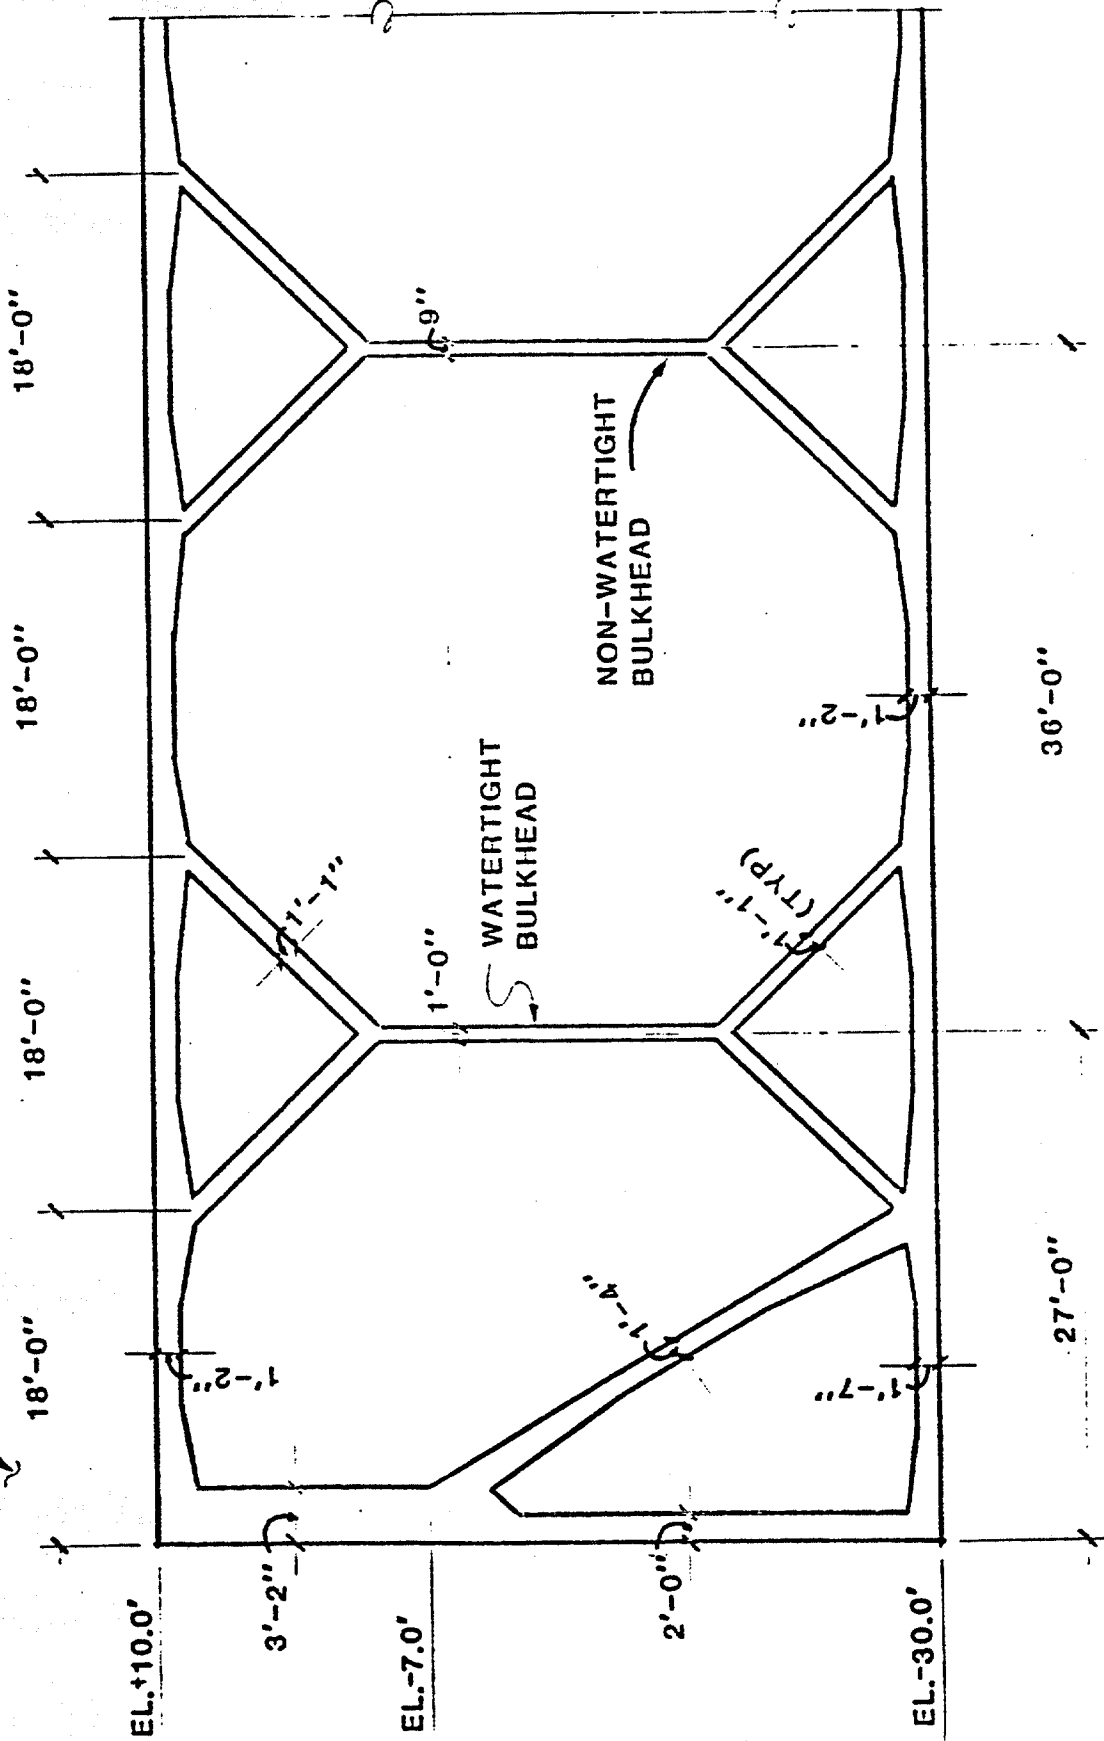 18'-0"
18'-0"
18'-0"
18'-0"
EL.+10.0'
EL.-7.0'
EL.-30.0'
3'-2"
2'-0"
1'-2"
1'-7"
1'-4"
1'-1"
1'-0"
WATERTIGHT
BULKHEAD
1'-1"
(TYP)
1'-2"
9"
NON-WATERTIGHT
BULKHEAD
27'-0"
36'-0"